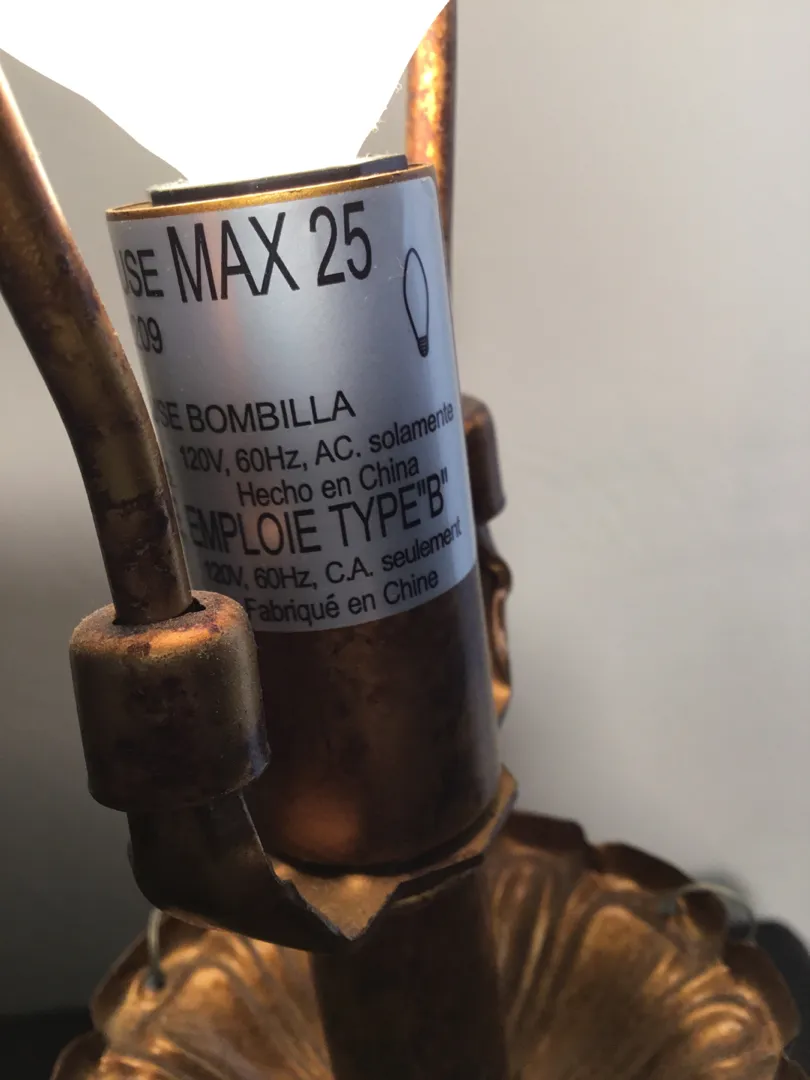 USE MAX 25
209
USE BOMBILLA
120V, 60Hz, AC. solamente
Hecho en China
EMPLOIE TYPE"B"
120V, 60Hz, C.A. seulement
Fabriqué en Chine